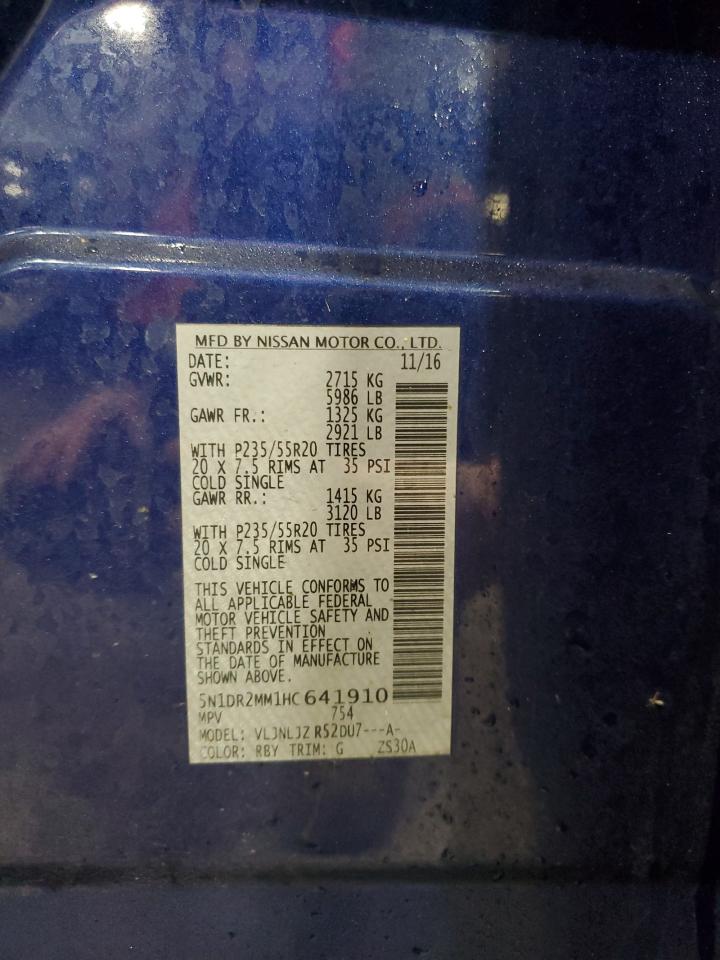 MFD BY NISSAN MOTOR CO., LTD.
DATE: 11/16
GVWR: 2715 KG
5986 LB
GAWR FR.: 1325 KG
2921 LB
WITH P235/55R20 TIRES
20 X 7.5 RIMS AT 35 PSI
COLD SINGLE
GAWR RR.: 1415 KG
3120 LB
WITH P235/55R20 TIRES
20 X 7.5 RIMS AT 35 PSI
COLD SINGLE
THIS VEHICLE CONFORMS TO
ALL APPLICABLE FEDERAL
MOTOR VEHICLE SAFETY AND
THEFT PREVENTION
STANDARDS IN EFFECT ON
THE DATE OF MANUFACTURE
SHOWN ABOVE.
5N1DR2MM1HC641910
MPV 754
MODEL: VLJNLJZ R52DU7---A-
COLOR: RBY TRIM: G ZS30A